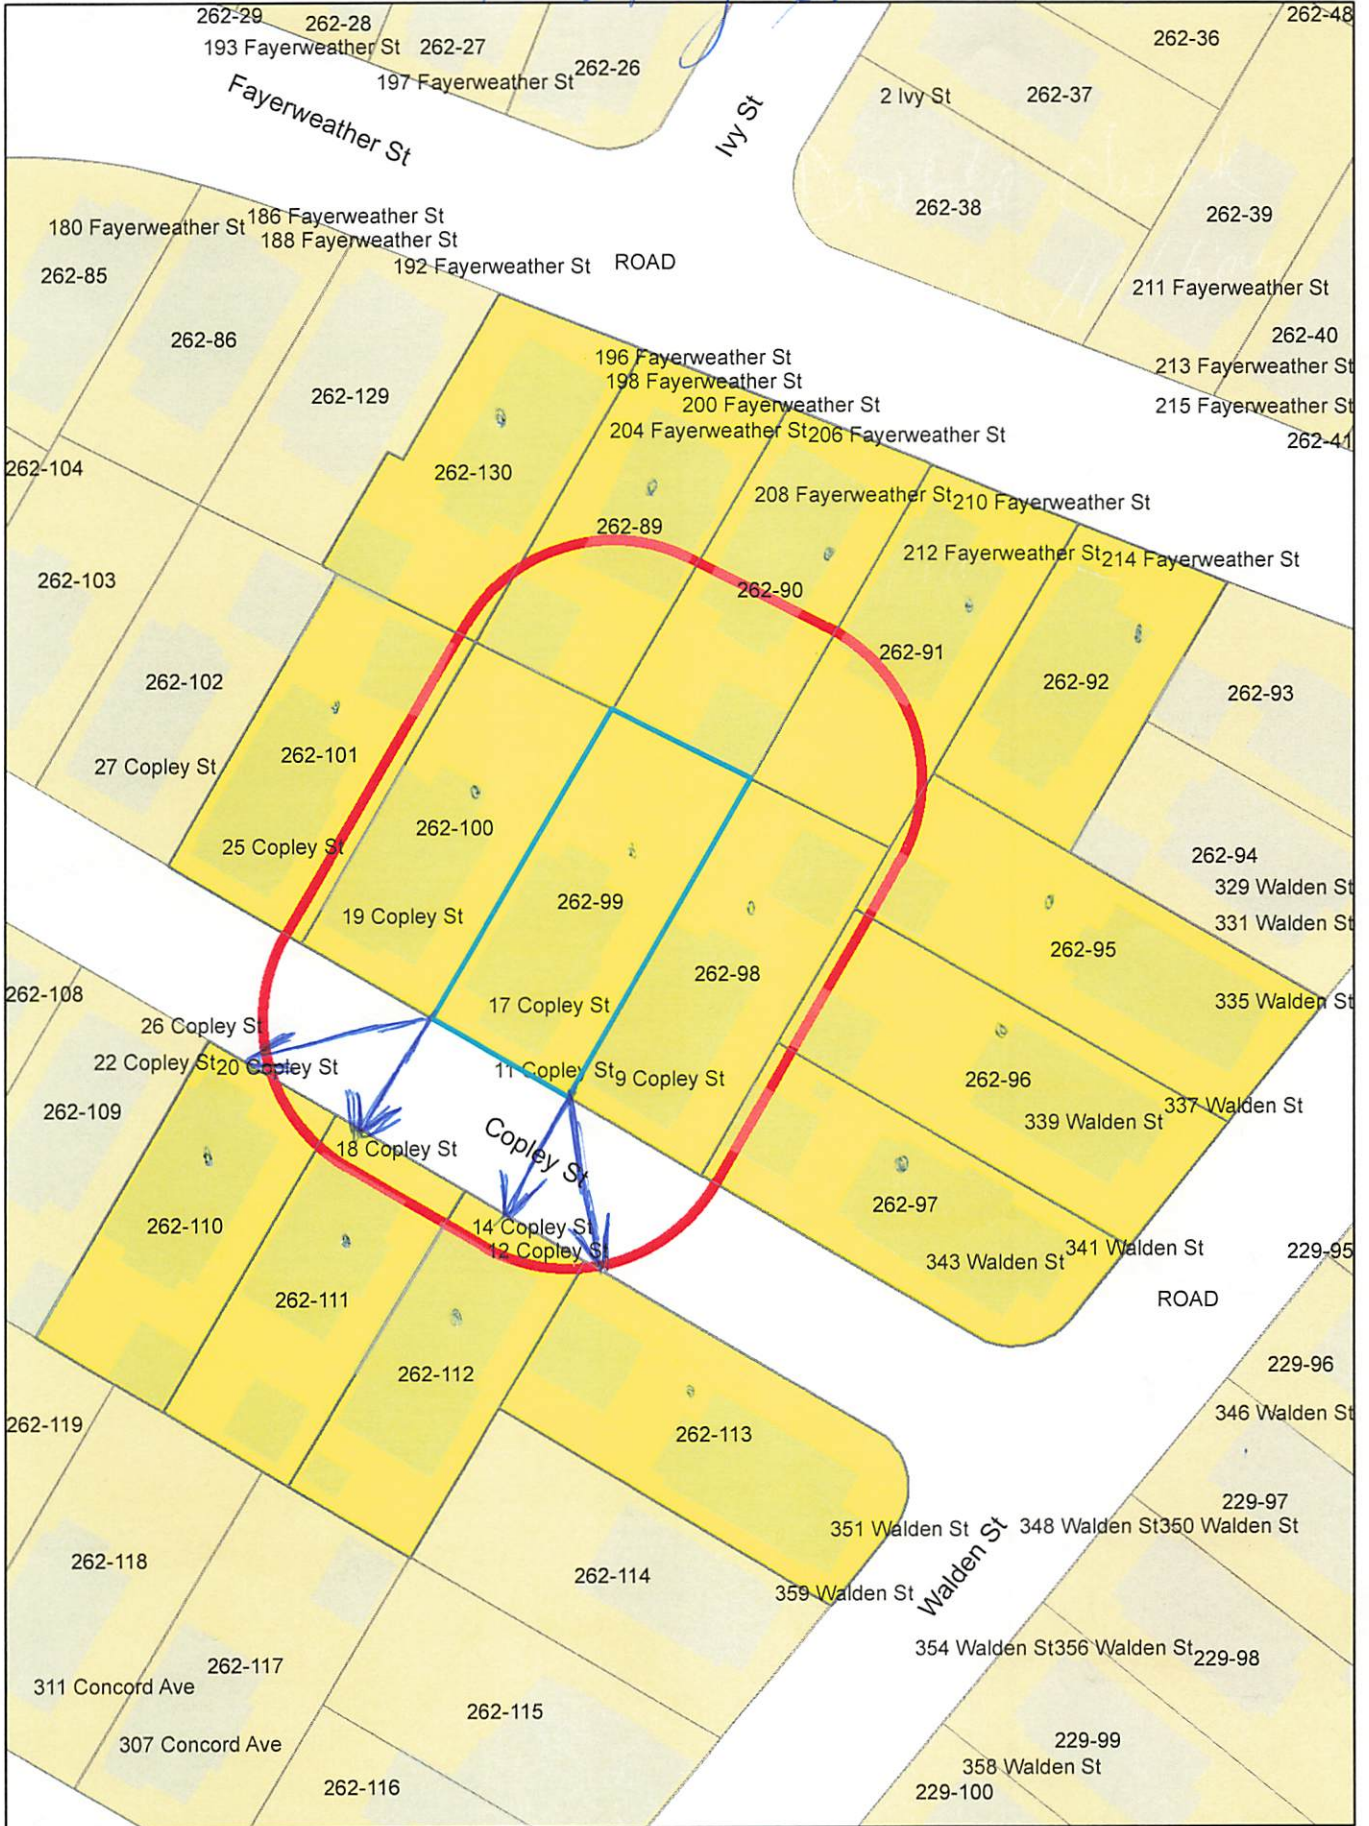 262-29
262-28
262-48
193 Fayerweather St
262-27
262-36
262-26
197 Fayerweather St
Fayerweather St
Ivy St
2 Ivy St
262-37
262-38
262-39
186 Fayerweather St
180 Fayerweather St
188 Fayerweather St
192 Fayerweather St
ROAD
262-85
211 Fayerweather St
262-86
262-40
196 Fayerweather St
213 Fayerweather St
198 Fayerweather St
262-129
200 Fayerweather St
215 Fayerweather St
204 Fayerweather St
206 Fayerweather St
262-41
262-104
262-130
208 Fayerweather St
210 Fayerweather St
262-89
212 Fayerweather St
214 Fayerweather St
262-103
262-90
262-91
262-102
262-92
262-93
27 Copley St
262-101
262-100
25 Copley St
262-94
329 Walden St
262-99
19 Copley St
331 Walden St
262-95
262-98
262-108
17 Copley St
335 Walden St
26 Copley St
22 Copley St
20 Copley St
11 Copley St
9 Copley St
262-96
262-109
337 Walden St
339 Walden St
Copley St
18 Copley St
262-97
262-110
14 Copley St
12 Copley St
341 Walden St
343 Walden St
229-95
262-111
ROAD
229-96
262-112
346 Walden St
262-119
262-113
229-97
351 Walden St
348 Walden St
350 Walden St
Walden St
262-118
262-114
359 Walden St
354 Walden St
356 Walden St
229-98
262-117
311 Concord Ave
262-115
307 Concord Ave
229-99
358 Walden St
262-116
229-100